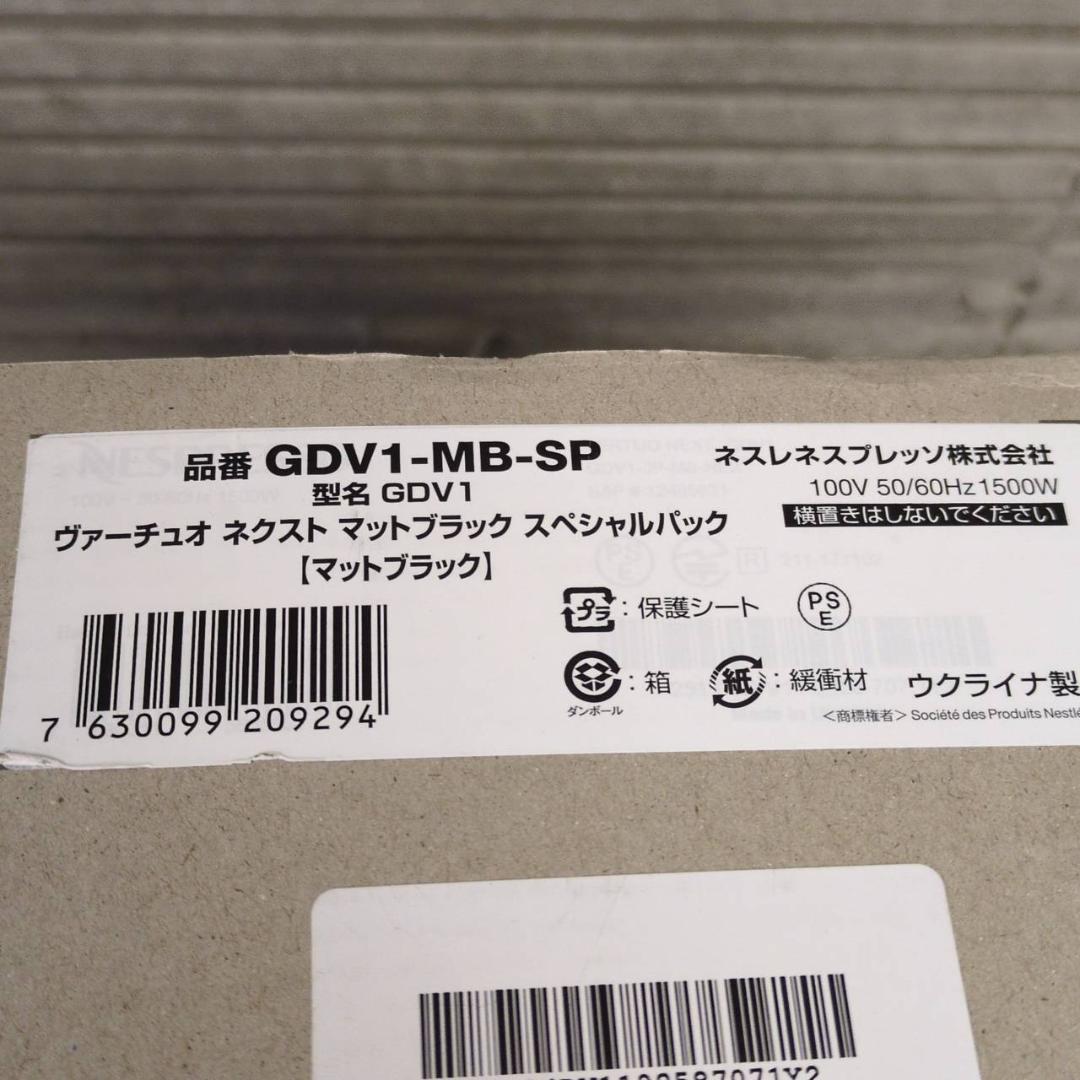 品番 GDV1-MB-SP
型名 GDV1
ヴァーチュオ ネクスト マットブラック スペシャルパック
【マットブラック】
7 630099 209294
ネスレネスプレッソ株式会社
100V 50/60Hz 1500W
横置きはしないでください
プラ : 保護シート
PSE
ダンボール : 箱
紙 : 緩衝材
ウクライナ製
<商標権者> Société des Produits Nestlé